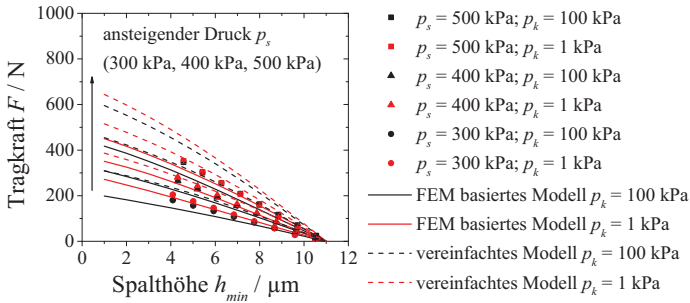 1000
800
600
400
200
0
0 2 4 6 8 10 12
Tragkraft F / N
Spalthöhe h_min / µm
ansteigender Druck p_s
(300 kPa, 400 kPa, 500 kPa)
p_s = 500 kPa; p_k = 100 kPa
p_s = 500 kPa; p_k = 1 kPa
p_s = 400 kPa; p_k = 100 kPa
p_s = 400 kPa; p_k = 1 kPa
p_s = 300 kPa; p_k = 100 kPa
p_s = 300 kPa; p_k = 1 kPa
FEM basiertes Modell p_k = 100 kPa
FEM basiertes Modell p_k = 1 kPa
vereinfachtes Modell p_k = 100 kPa
vereinfachtes Modell p_k = 1 kPa